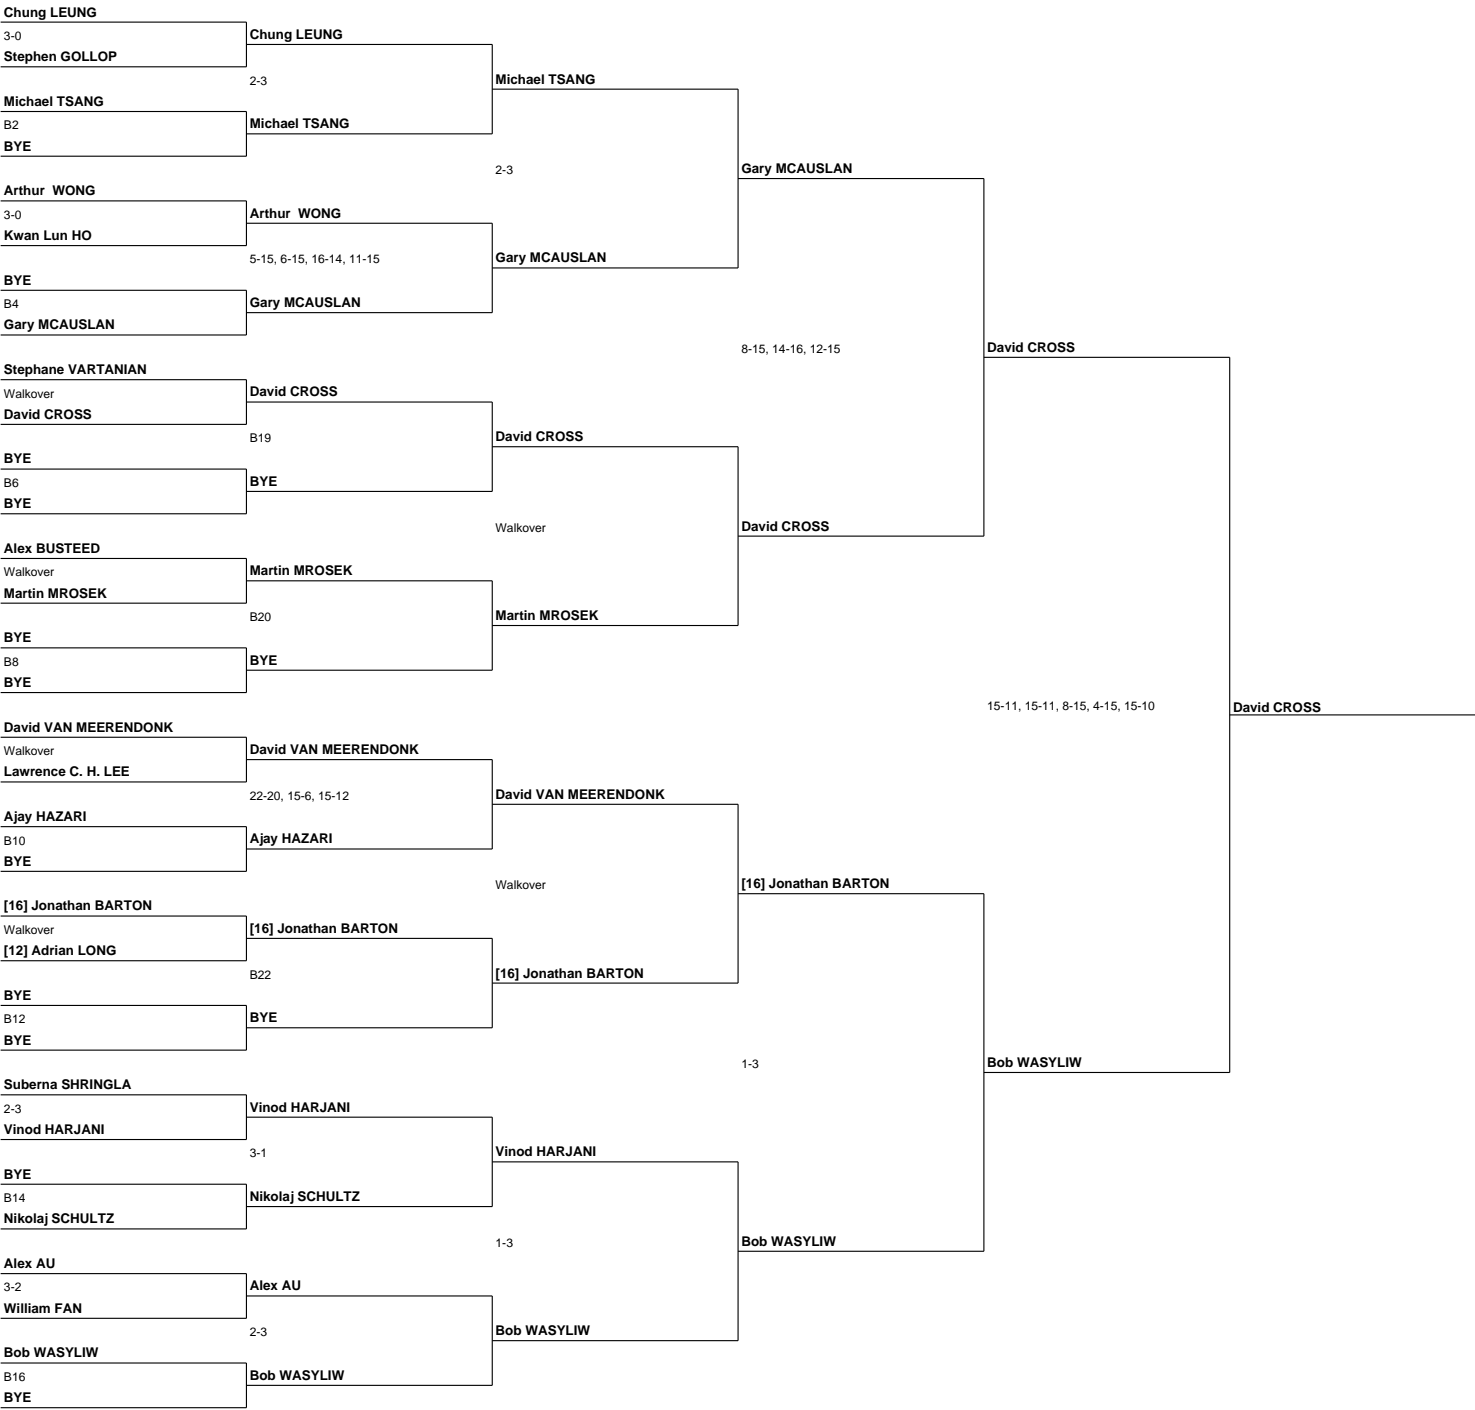 Chung LEUNG
3-0
Stephen GOLLOP
Michael TSANG
B2
BYE
Arthur  WONG
3-0
Kwan Lun HO
BYE
B4
Gary MCAUSLAN
Stephane VARTANIAN
Walkover
David CROSS
BYE
B6
BYE
Alex BUSTEED
Walkover
Martin MROSEK
BYE
B8
BYE
David VAN MEERENDONK
Walkover
Lawrence C. H. LEE
Ajay HAZARI
B10
BYE
[16] Jonathan BARTON
Walkover
[12] Adrian LONG
BYE
B12
BYE
Suberna SHRINGLA
2-3
Vinod HARJANI
BYE
B14
Nikolaj SCHULTZ
Alex AU
3-2
William FAN
Bob WASYLIW
B16
BYE
Chung LEUNG
2-3
Michael TSANG
Arthur  WONG
5-15, 6-15, 16-14, 11-15
Gary MCAUSLAN
David CROSS
B19
BYE
Martin MROSEK
B20
BYE
David VAN MEERENDONK
22-20, 15-6, 15-12
Ajay HAZARI
[16] Jonathan BARTON
B22
BYE
Vinod HARJANI
3-1
Nikolaj SCHULTZ
Alex AU
2-3
Bob WASYLIW
Michael TSANG
2-3
Gary MCAUSLAN
David CROSS
Walkover
Martin MROSEK
David VAN MEERENDONK
Walkover
[16] Jonathan BARTON
Vinod HARJANI
1-3
Bob WASYLIW
Gary MCAUSLAN
8-15, 14-16, 12-15
David CROSS
[16] Jonathan BARTON
1-3
Bob WASYLIW
David CROSS
15-11, 15-11, 8-15, 4-15, 15-10
Bob WASYLIW
David CROSS